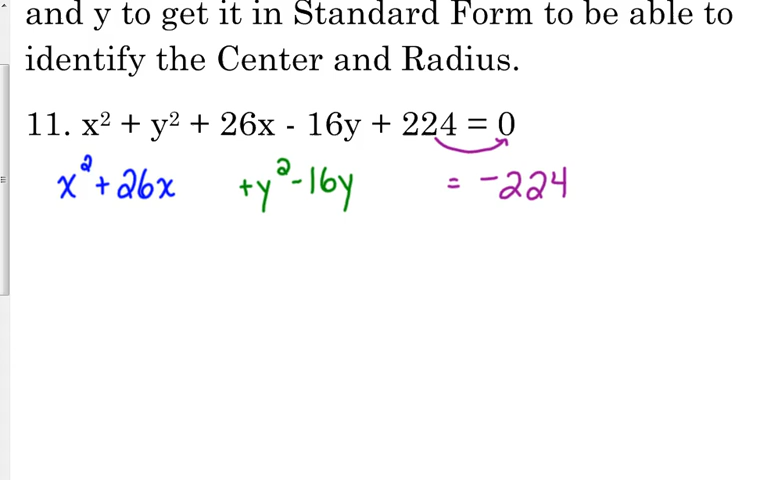 and y to get it in Standard Form to be able to
identify the Center and Radius.
11. x² + y² + 26x - 16y + 224 = 0
x² + 26x + y² - 16y = -224